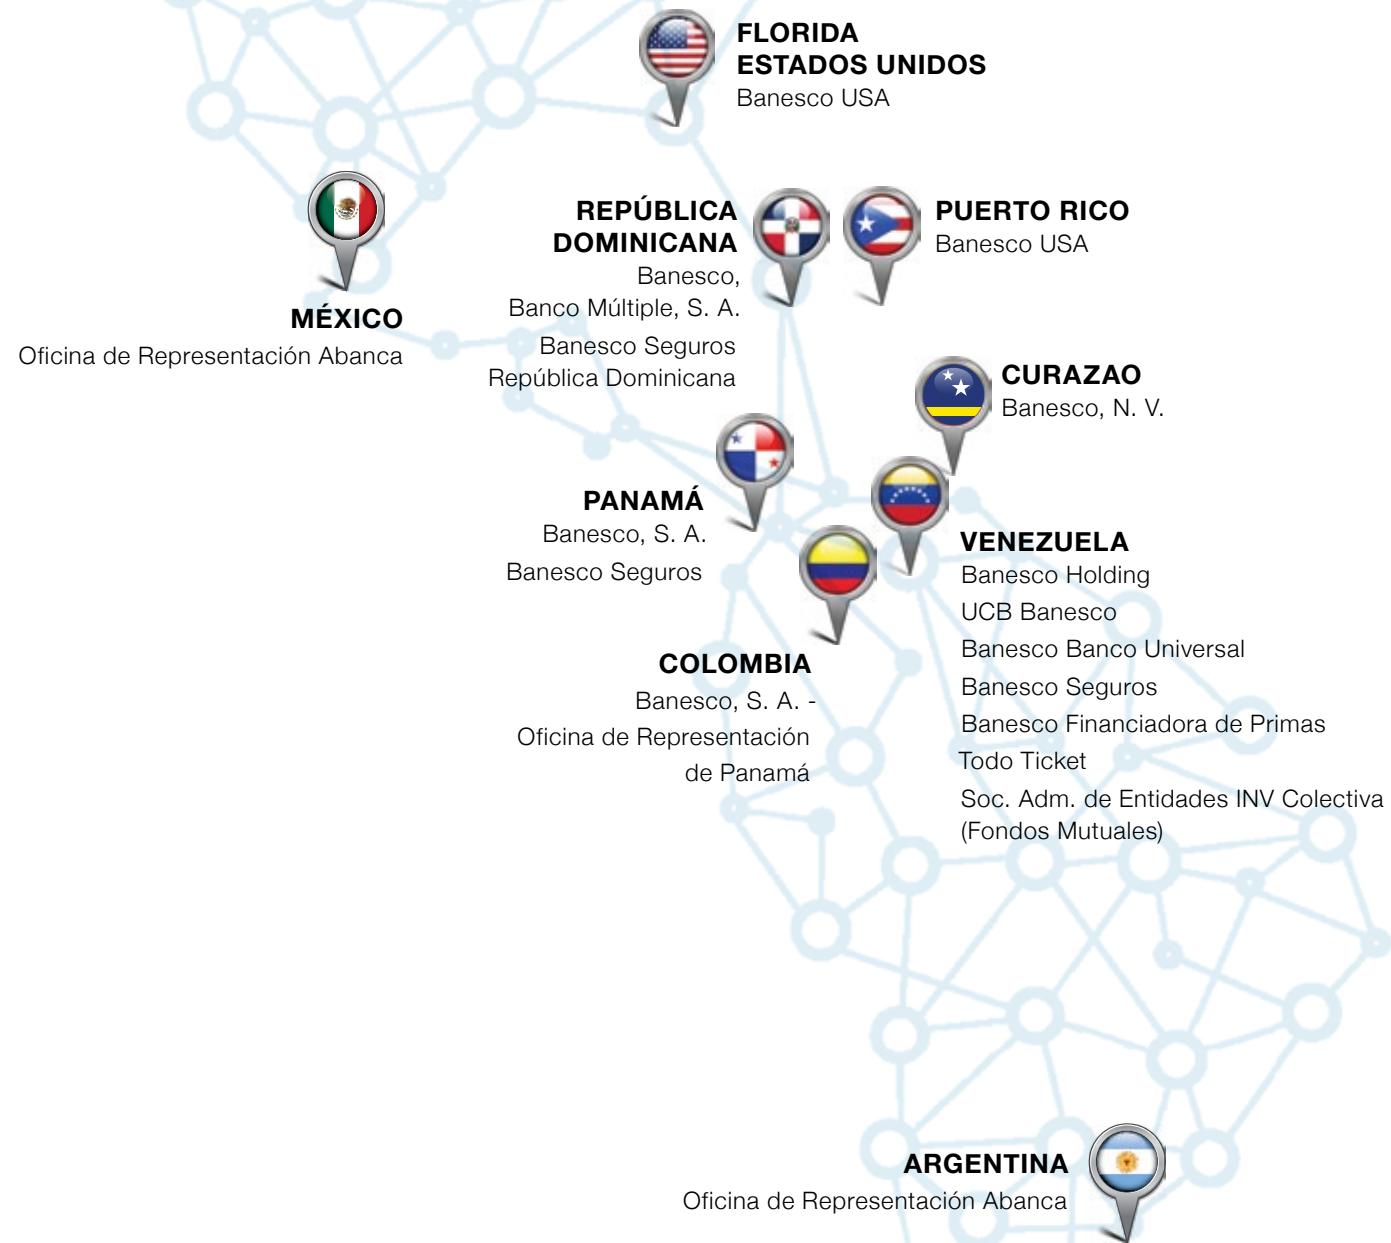 FLORIDA
ESTADOS UNIDOS
Banesco USA
REPÚBLICA
DOMINICANA
Banesco,
Banco Múltiple, S. A.
Banesco Seguros
República Dominicana
PUERTO RICO
Banesco USA
MÉXICO
Oficina de Representación Abanca
CURAZAO
Banesco, N. V.
PANAMÁ
Banesco, S. A.
Banesco Seguros
VENEZUELA
Banesco Holding
UCB Banesco
Banesco Banco Universal
Banesco Seguros
Banesco Financiadora de Primas
Todo Ticket
Soc. Adm. de Entidades INV Colectiva
(Fondos Mutuales)
COLOMBIA
Banesco, S. A. -
Oficina de Representación
de Panamá
ARGENTINA
Oficina de Representación Abanca